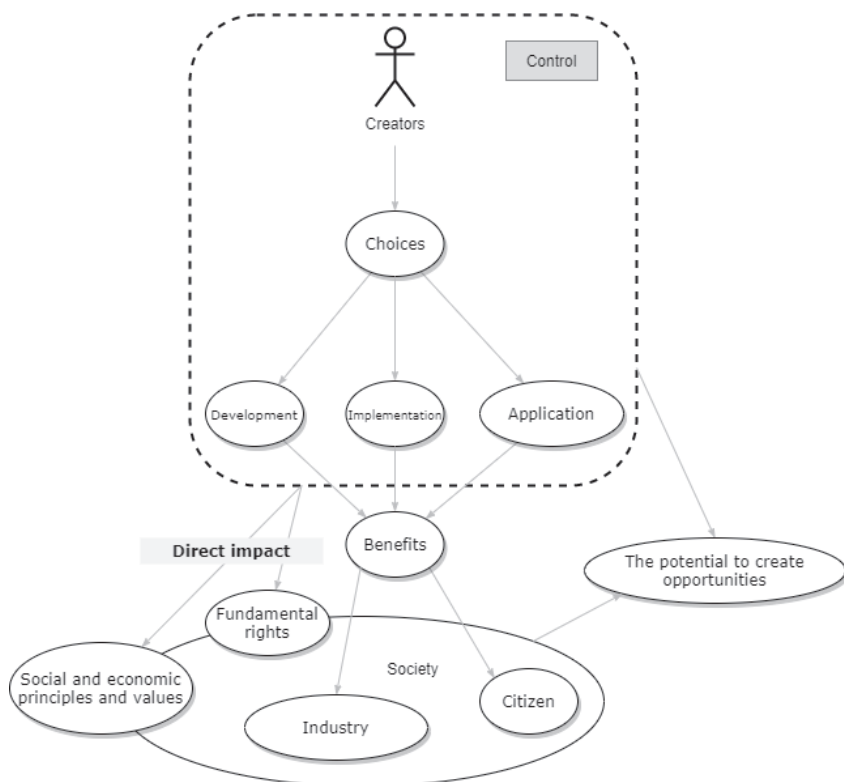 Control
Creators
Choices
Development
Implementation
Application
Direct impact
Benefits
The potential to create
opportunities
Fundamental
rights
Society
Social and economic
principles and values
Citizen
Industry